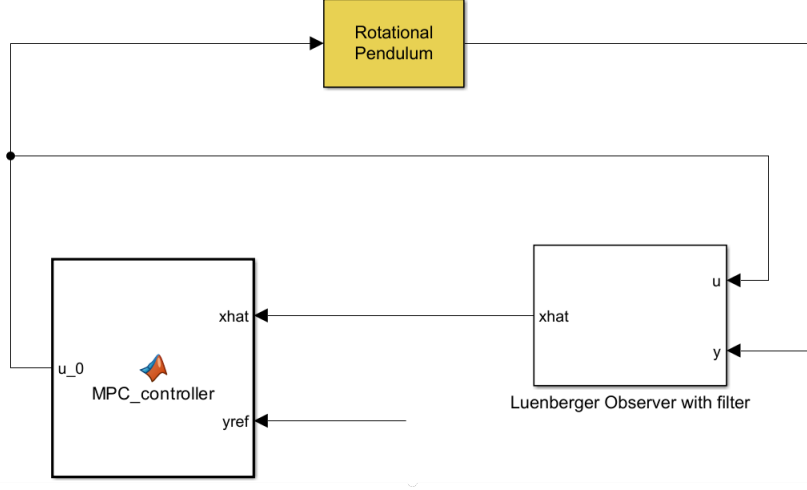 Rotational
Pendulum
u
xhat
xhat
y
u_0
MPC_controller
Luenberger Observer with filter
yref